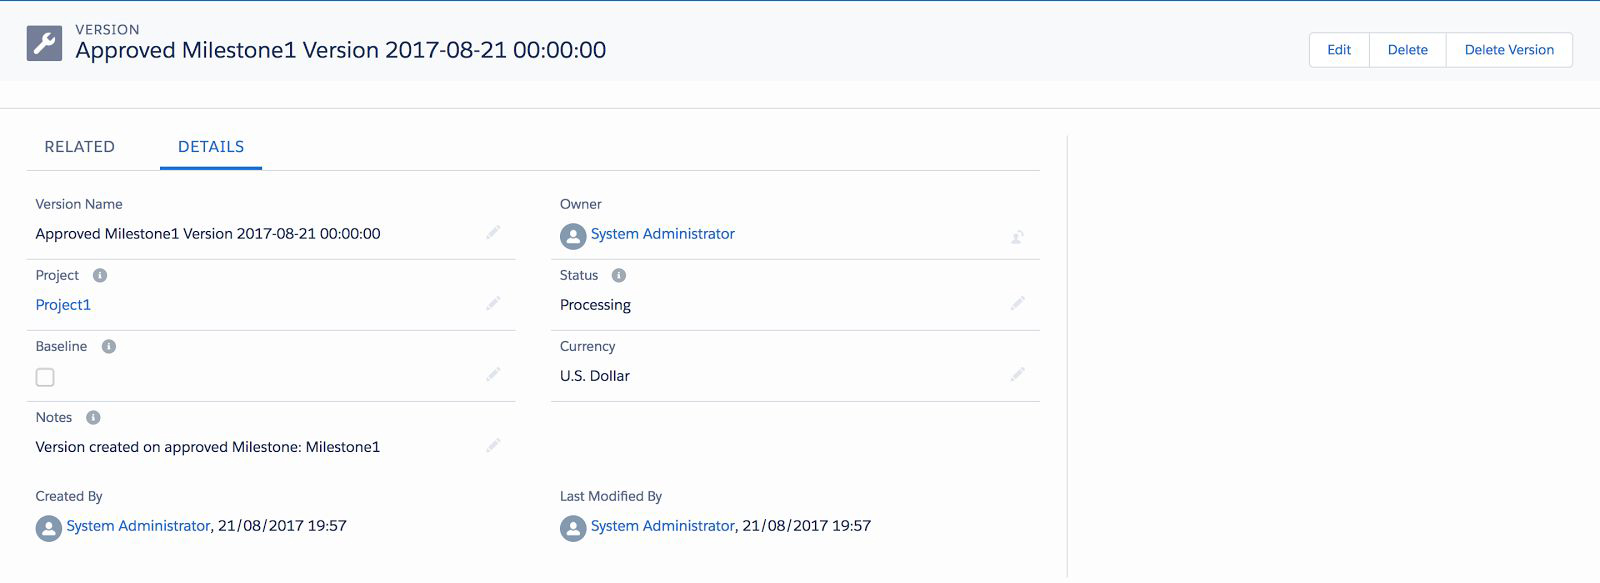 VERSION
Approved Milestone1 Version 2017-08-21 00:00:00
Edit
Delete
Delete Version
RELATED
DETAILS
Version Name
Approved Milestone1 Version 2017-08-21 00:00:00
Owner
System Administrator
Project
Project1
Status
Processing
Baseline
Currency
U.S. Dollar
Notes
Version created on approved Milestone: Milestone1
Created By
System Administrator, 21/08/2017 19:57
Last Modified By
System Administrator, 21/08/2017 19:57